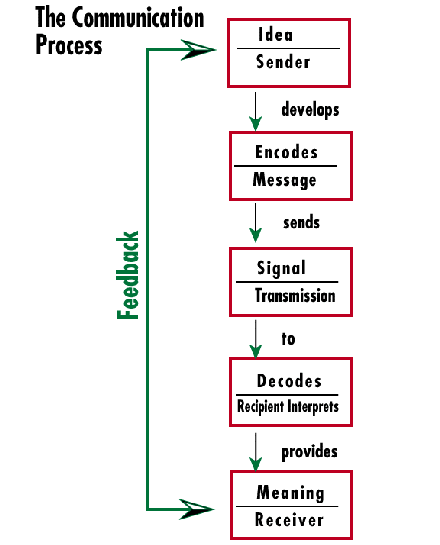 The Communication
Process
Idea
Sender
develops
Encodes
Message
sends
Signal
Transmission
to
Decodes
Recipient Interprets
provides
Meaning
Receiver
Feedback